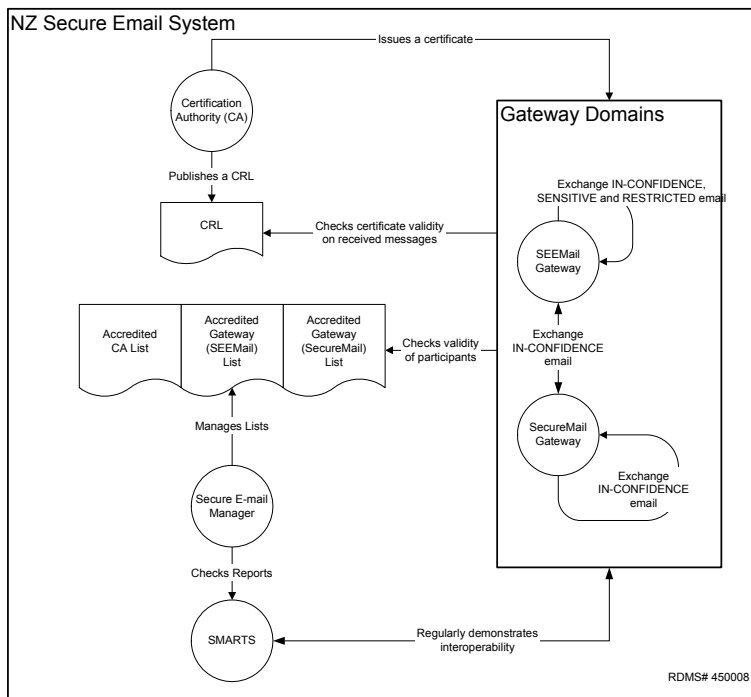 NZ Secure Email System
Issues a certificate
Certification
Authority (CA)
Gateway Domains
Publishes a CRL
Exchange IN-CONFIDENCE,
SENSITIVE and RESTRICTED email
CRL
Checks certificate validity
on received messages
SEEMail
Gateway
Accredited
CA List
Accredited
Gateway
(SEEMail)
List
Accredited
Gateway
(SecureMail)
List
Checks validity
of participants
Exchange
IN-CONFIDENCE
email
Manages Lists
SecureMail
Gateway
Secure E-mail
Manager
Exchange
IN-CONFIDENCE
email
Checks Reports
SMARTS
Regularly demonstrates
interoperability
RDMS# 450008